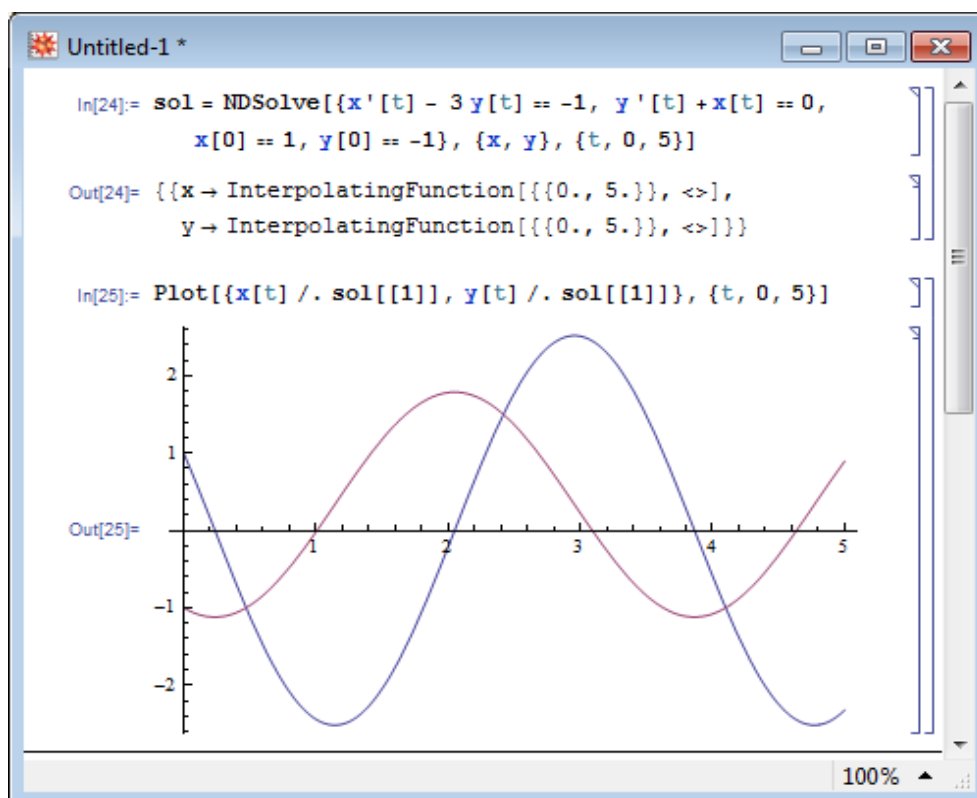 Untitled-1 *
In[24]:= sol = NDSolve[{x'[t] - 3 y[t] == -1, y'[t] + x[t] == 0,
x[0] == 1, y[0] == -1}, {x, y}, {t, 0, 5}]
Out[24]= {{x → InterpolatingFunction[{{0., 5.}}, <>],
y → InterpolatingFunction[{{0., 5.}}, <>]}}
In[25]:= Plot[{x[t] /. sol[[1]], y[t] /. sol[[1]]}, {t, 0, 5}]
2
1
Out[25]=
1 2 3 4 5
-1
-2
100%